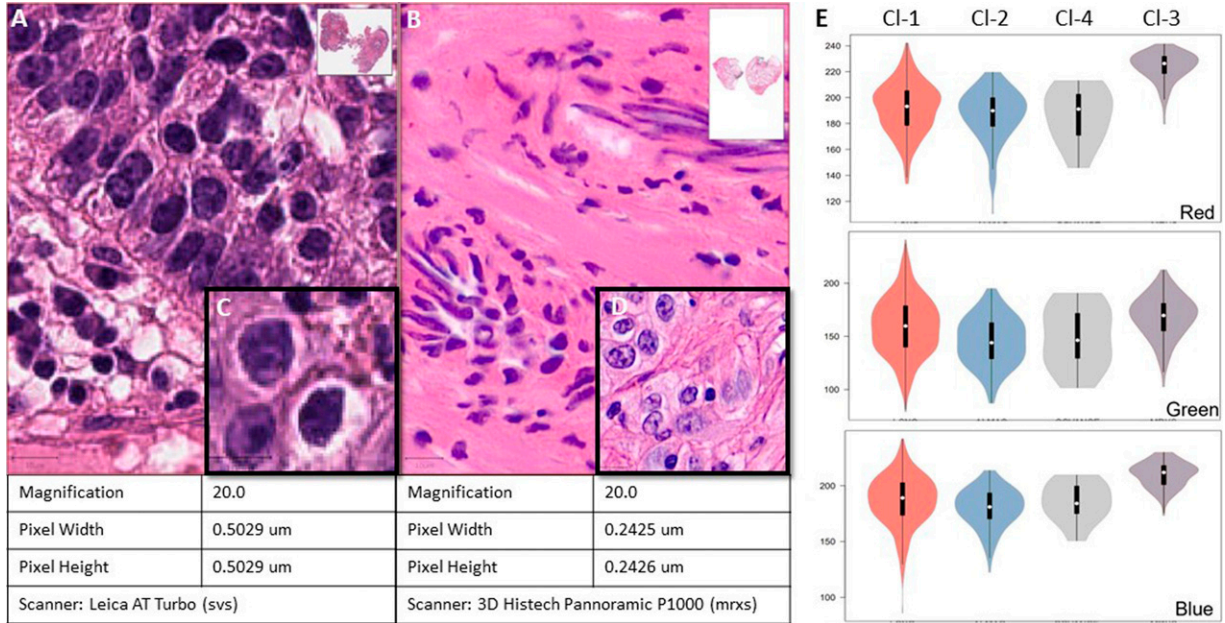 A
B
C
D
Magnification 20.0
Pixel Width 0.5029 um
Pixel Height 0.5029 um
Scanner: Leica AT Turbo (svs)
Magnification 20.0
Pixel Width 0.2425 um
Pixel Height 0.2426 um
Scanner: 3D Histech Pannoramic P1000 (mrxs)
E Cl-1 Cl-2 Cl-4 Cl-3
240
220
200
180
160
140
120
Red
200
150
100
Green
200
150
100
Blue